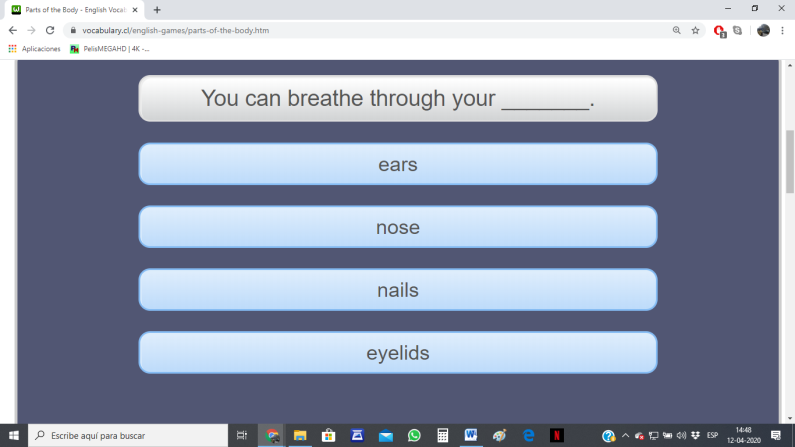 Parts of the Body - English Vocab
vocabulary.cl/english-games/parts-of-the-body.htm
Aplicaciones
PelisMEGAHD | 4K -...
You can breathe through your _______.
ears
nose
nails
eyelids
Escribe aquí para buscar
ESP
14:48
12-04-2020